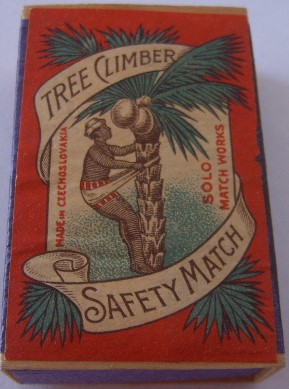 TREE CLIMBER
MADE IN CZECHOSLOVAKIA
SOLO
MATCH WORKS
SAFETY MATCH